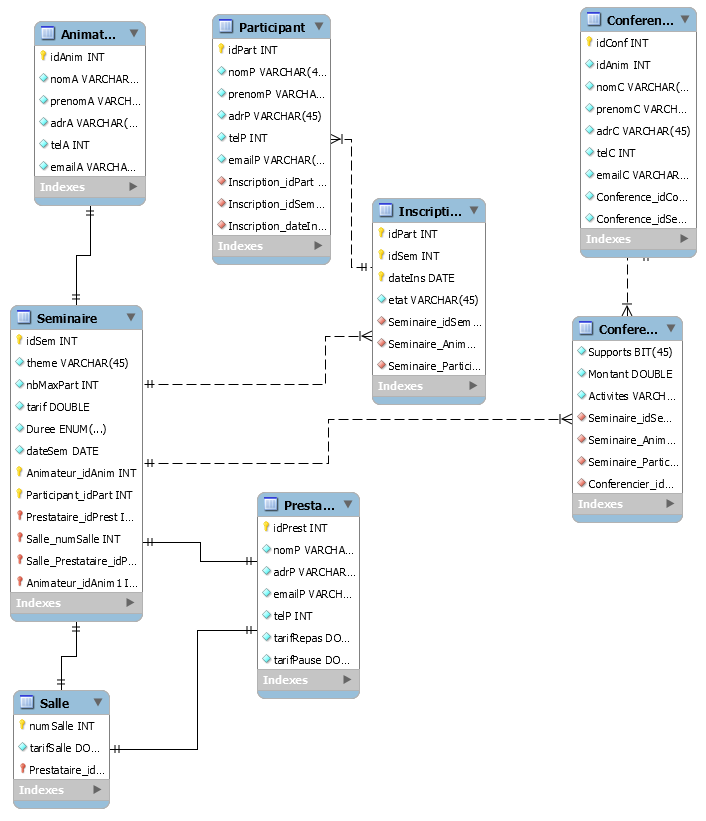 Animat...
idAnim INT
nomA VARCHAR...
prenomA VARCH...
adrA VARCHAR(...
telA INT
emailA VARCHA...
Indexes
Participant
idPart INT
nomP VARCHAR(4...
prenomP VARCHA...
adrP VARCHAR(45)
telP INT
emailP VARCHAR(...
Inscription_idPart ...
Inscription_idSem...
Inscription_dateIn...
Indexes
Conferen...
idConf INT
idAnim INT
nomC VARCHAR(...
prenomC VARCH...
adrC VARCHAR(45)
telC INT
emailC VARCHAR...
Conference_idCo...
Conference_idSe...
Indexes
Inscripti...
idPart INT
idSem INT
dateIns DATE
etat VARCHAR(45)
Seminaire_idSem...
Seminaire_Anim...
Seminaire_Partici...
Indexes
Seminaire
idSem INT
theme VARCHAR(45)
nbMaxPart INT
tarif DOUBLE
Duree ENUM(...)
dateSem DATE
Animateur_idAnim INT
Participant_idPart INT
Prestataire_idPrest I...
Salle_numSalle INT
Salle_Prestataire_idP...
Animateur_idAnim1 I...
Indexes
Confere...
Supports BIT(45)
Montant DOUBLE
Activites VARCH...
Seminaire_idSe...
Seminaire_Anim...
Seminaire_Partic...
Conferencier_id...
Indexes
Presta...
idPrest INT
nomP VARCHA...
adrP VARCHAR...
emailP VARCH...
telP INT
tarifRepas DO...
tarifPause DO...
Indexes
Salle
numSalle INT
tarifSalle DO...
Prestataire_id...
Indexes